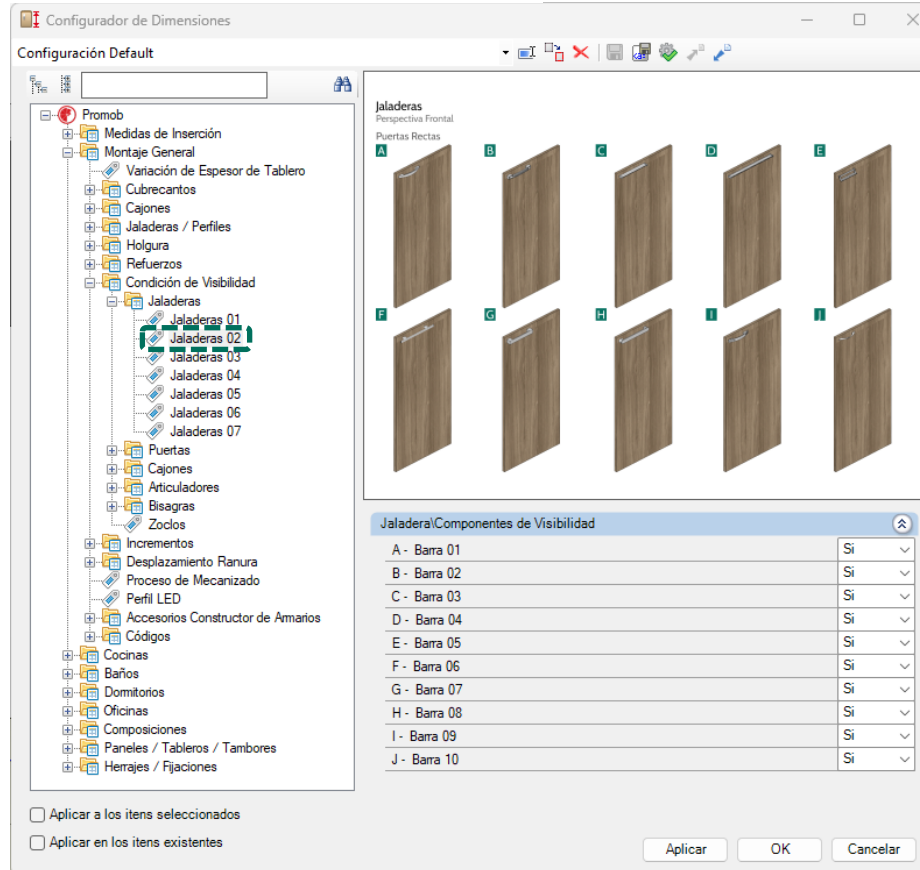 Configurador de Dimensiones
Configuración Default
Promob
Medidas de Inserción
Montaje General
Variación de Espesor de Tablero
Cubrecantos
Cajones
Jaladeras / Perfiles
Holgura
Refuerzos
Condición de Visibilidad
Jaladeras
Jaladeras 01
Jaladeras 02
Jaladeras 03
Jaladeras 04
Jaladeras 05
Jaladeras 06
Jaladeras 07
Puertas
Cajones
Articuladores
Bisagras
Zoclos
Incrementos
Desplazamiento Ranura
Proceso de Mecanizado
Perfil LED
Accesorios Constructor de Armarios
Códigos
Cocinas
Baños
Dormitorios
Oficinas
Composiciones
Paneles / Tableros / Tambores
Herrajes / Fijaciones
Jaladeras
Perspectiva Frontal
Puertas Rectas
A B C D E
F G H I J
Jaladera\Componentes de Visibilidad
A - Barra 01 Si
B - Barra 02 Si
C - Barra 03 Si
D - Barra 04 Si
E - Barra 05 Si
F - Barra 06 Si
G - Barra 07 Si
H - Barra 08 Si
I - Barra 09 Si
J - Barra 10 Si
Aplicar a los itens seleccionados
Aplicar en los itens existentes
Aplicar OK Cancelar